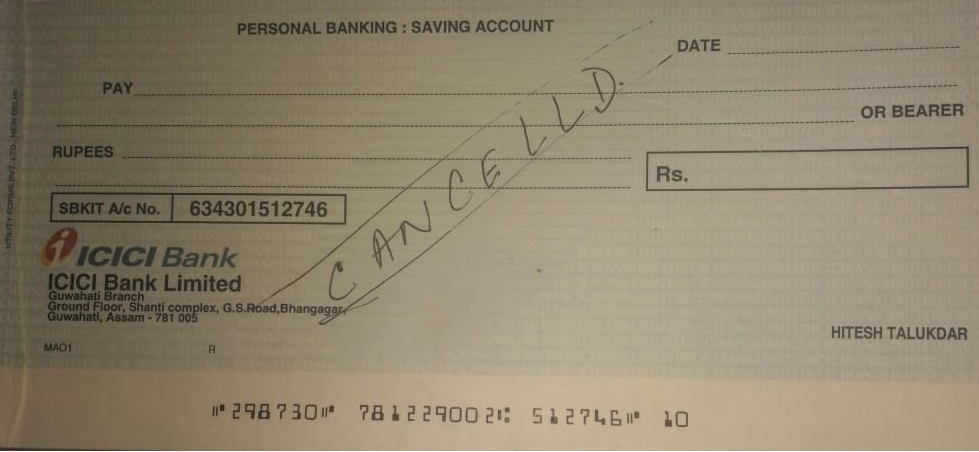 PERSONAL BANKING : SAVING ACCOUNT
DATE
PAY
OR BEARER
RUPEES
Rs.
CANCELLD.
SBKIT A/c No. 634301512746
ICICI Bank
ICICI Bank Limited
Guwahati Branch
Ground Floor, Shanti complex, G.S.Road,Bhangagar,
Guwahati, Assam - 781 005
HITESH TALUKDAR
MAO1 R
⑈298730⑈ 781229002⑆ 512746⑈ 10
UTILITY FORMS PVT. LTD., NEW DELHI